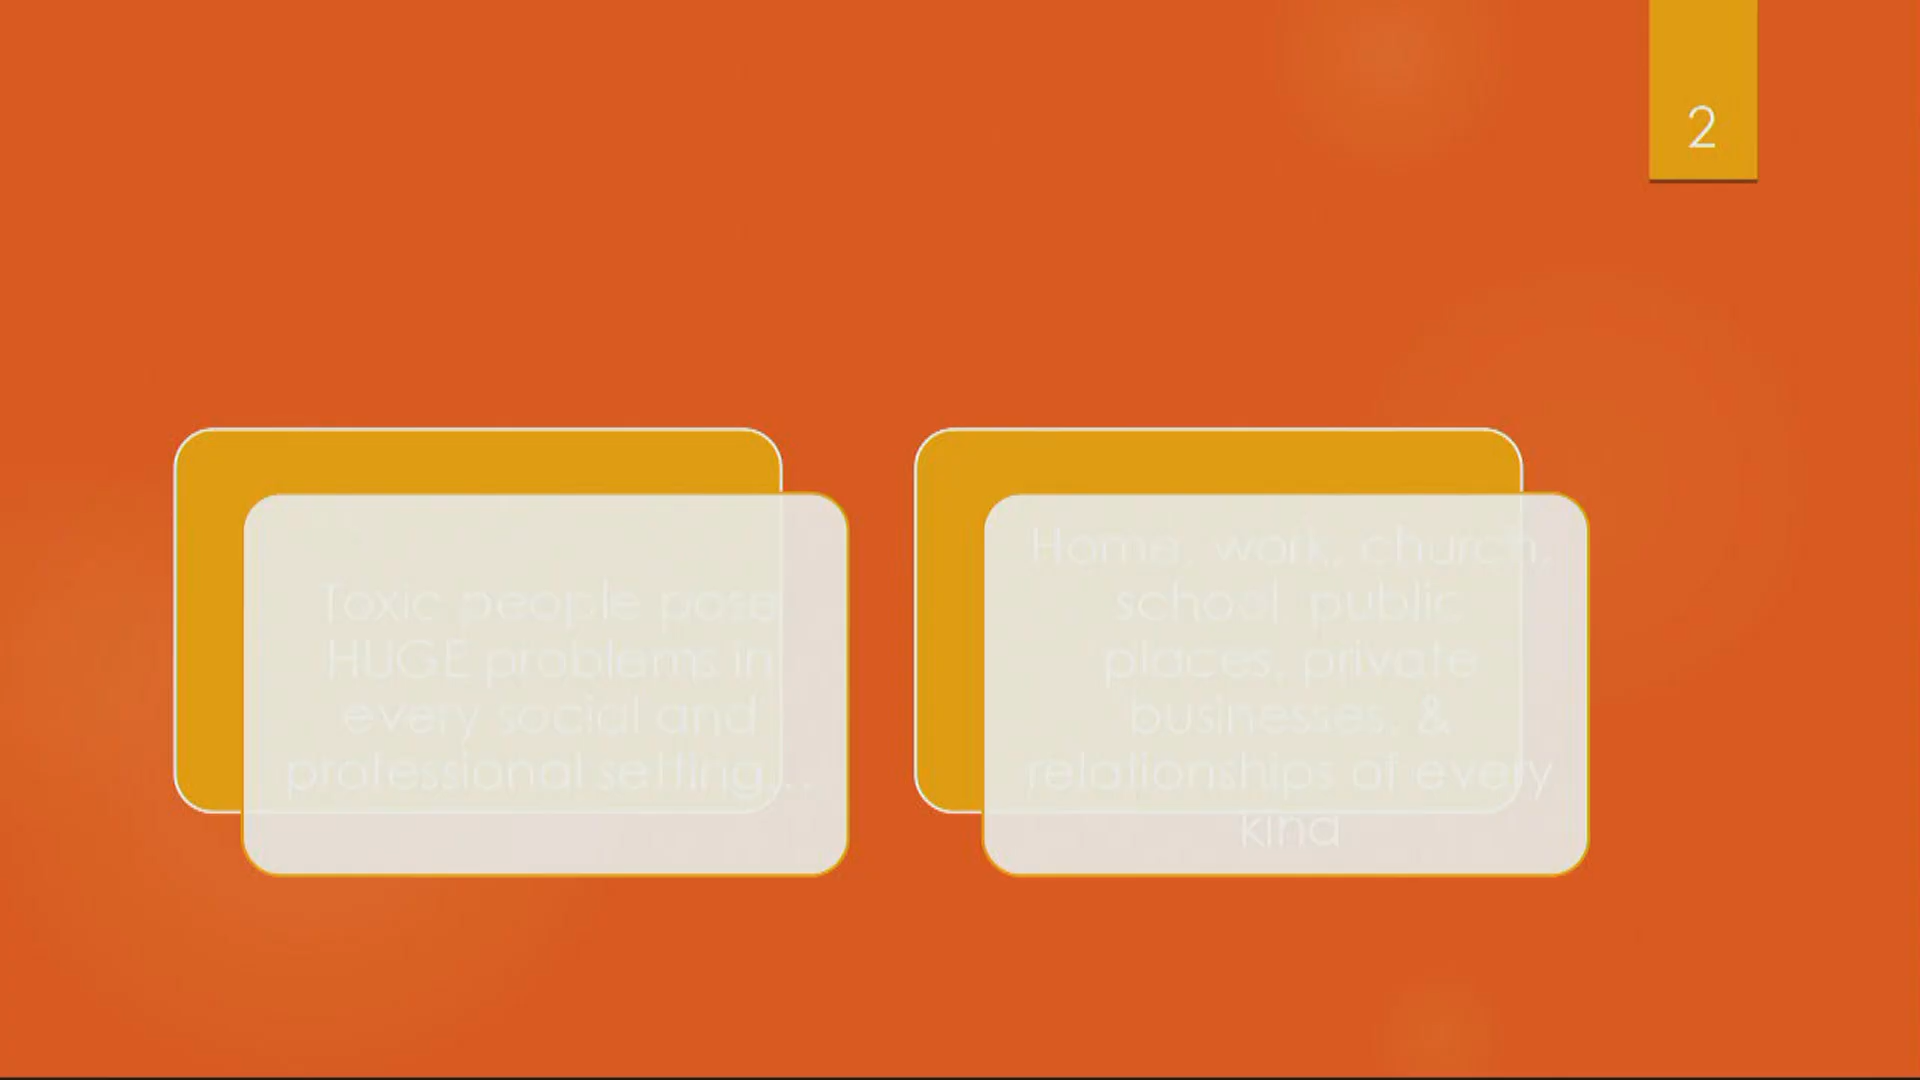 2
Toxic people pose
HUGE problems in
every social and
professional setting…
Home, work, church,
school, public
places, private
businesses, &
relationships of every
kind